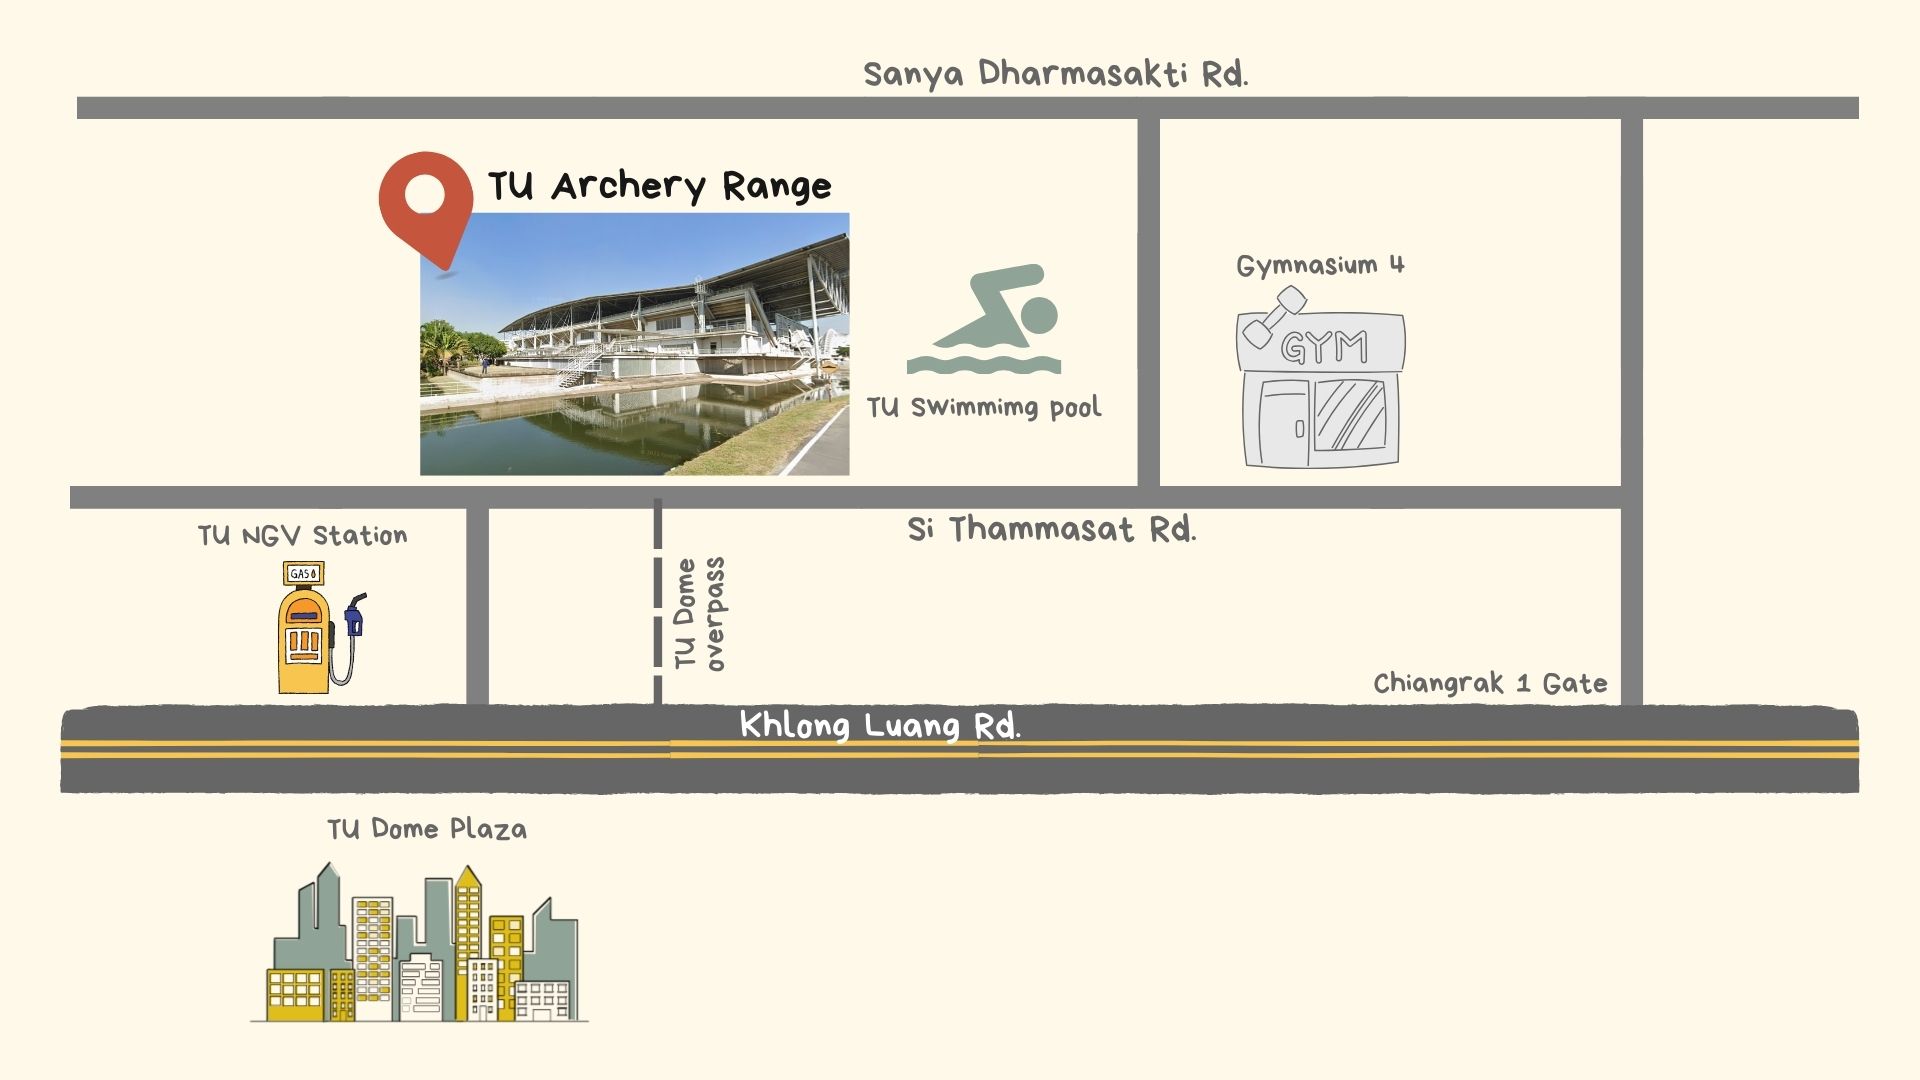 Sanya Dharmasakti Rd.
TU Archery Range
Gymnasium 4
GYM
TU Swimmimg pool
TU NGV Station
GAS
Si Thammasat Rd.
TU Dome
overpass
Chiangrak 1 Gate
Khlong Luang Rd.
TU Dome Plaza